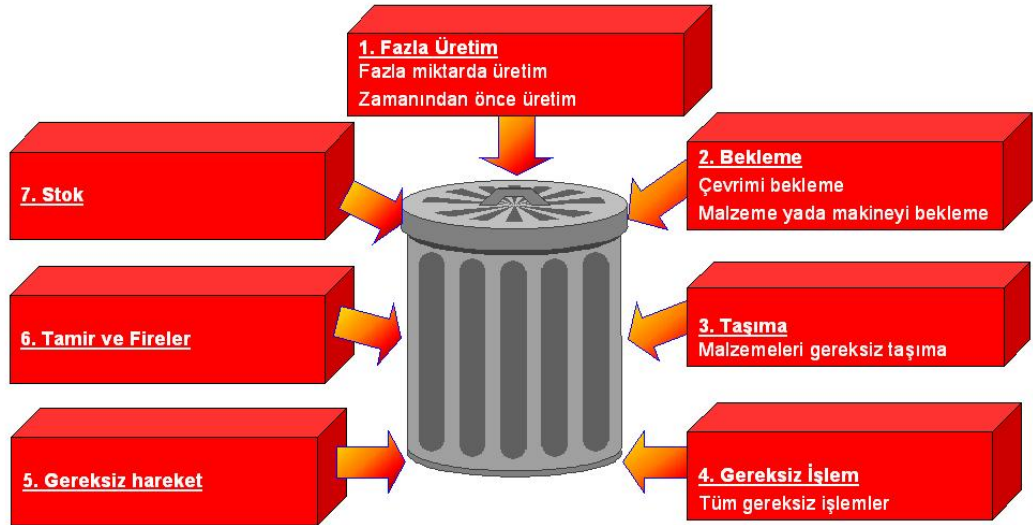 1. Fazla Üretim
Fazla miktarda üretim
Zamanından önce üretim
2. Bekleme
Çevrimi bekleme
Malzeme yada makineyi bekleme
3. Taşıma
Malzemeleri gereksiz taşıma
4. Gereksiz İşlem
Tüm gereksiz işlemler
5. Gereksiz hareket
6. Tamir ve Fireler
7. Stok